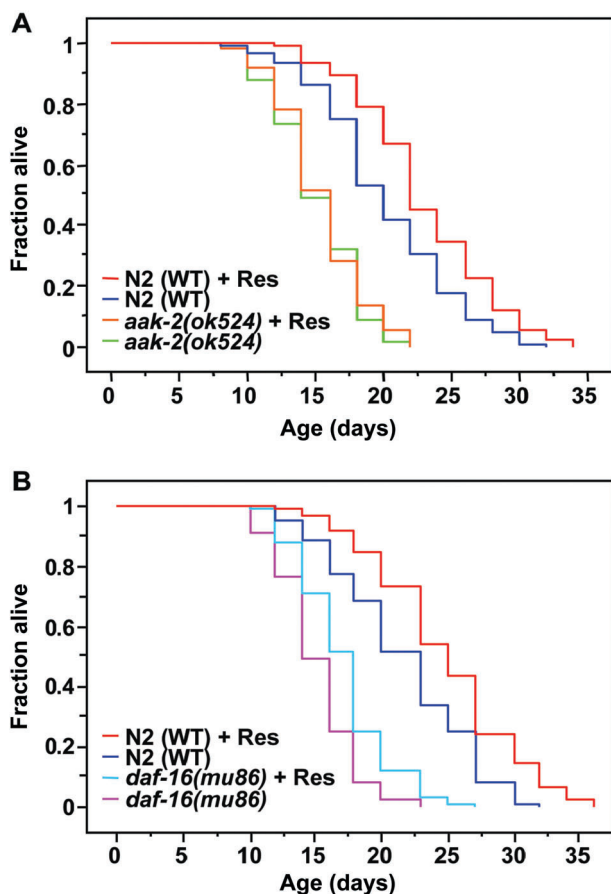 A
Fraction alive
1
0.8
0.6
0.4
0.2
0
N2 (WT) + Res
N2 (WT)
aak-2(ok524) + Res
aak-2(ok524)
0 5 10 15 20 25 30 35
Age (days)
B
Fraction alive
1
0.8
0.6
0.4
0.2
0
N2 (WT) + Res
N2 (WT)
daf-16(mu86) + Res
daf-16(mu86)
0 5 10 15 20 25 30 35
Age (days)